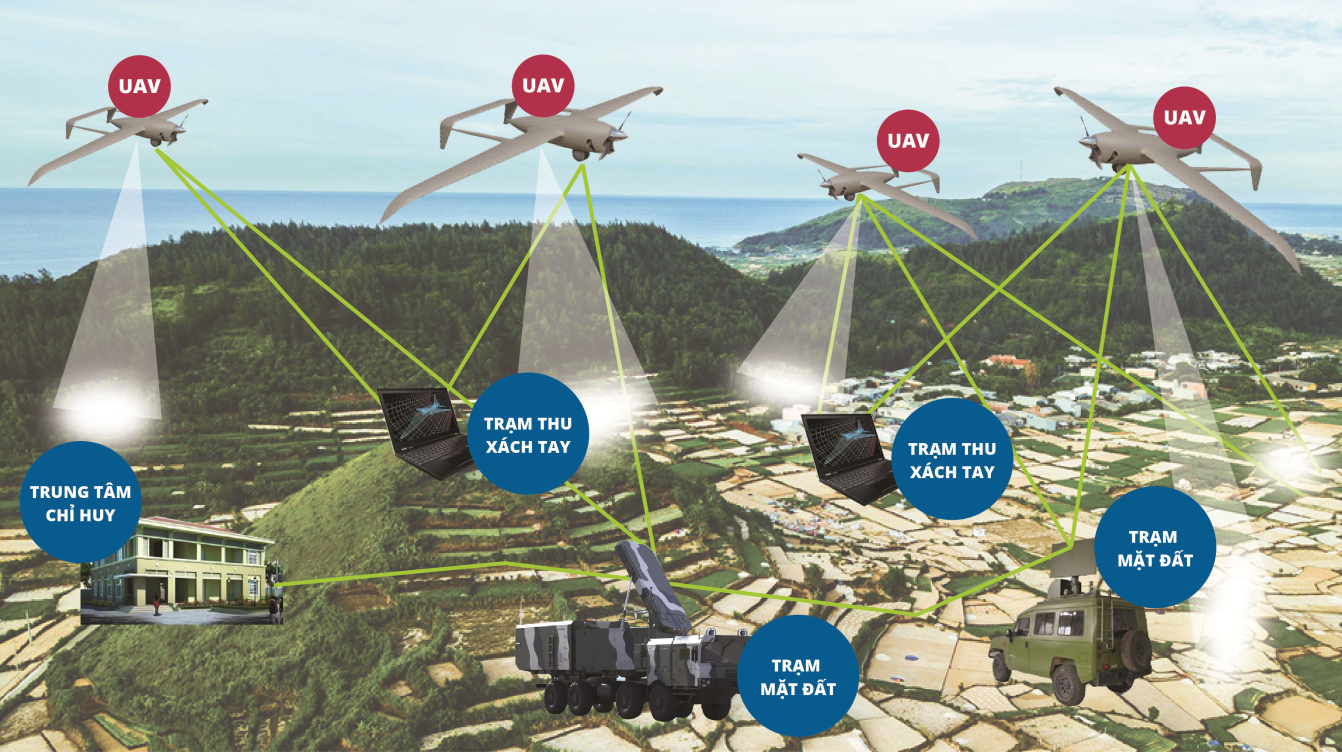 UAV
UAV
UAV
UAV
TRẠM THU
XÁCH TAY
TRẠM THU
XÁCH TAY
TRUNG TÂM
CHỈ HUY
TRẠM
MẶT ĐẤT
TRẠM
MẶT ĐẤT